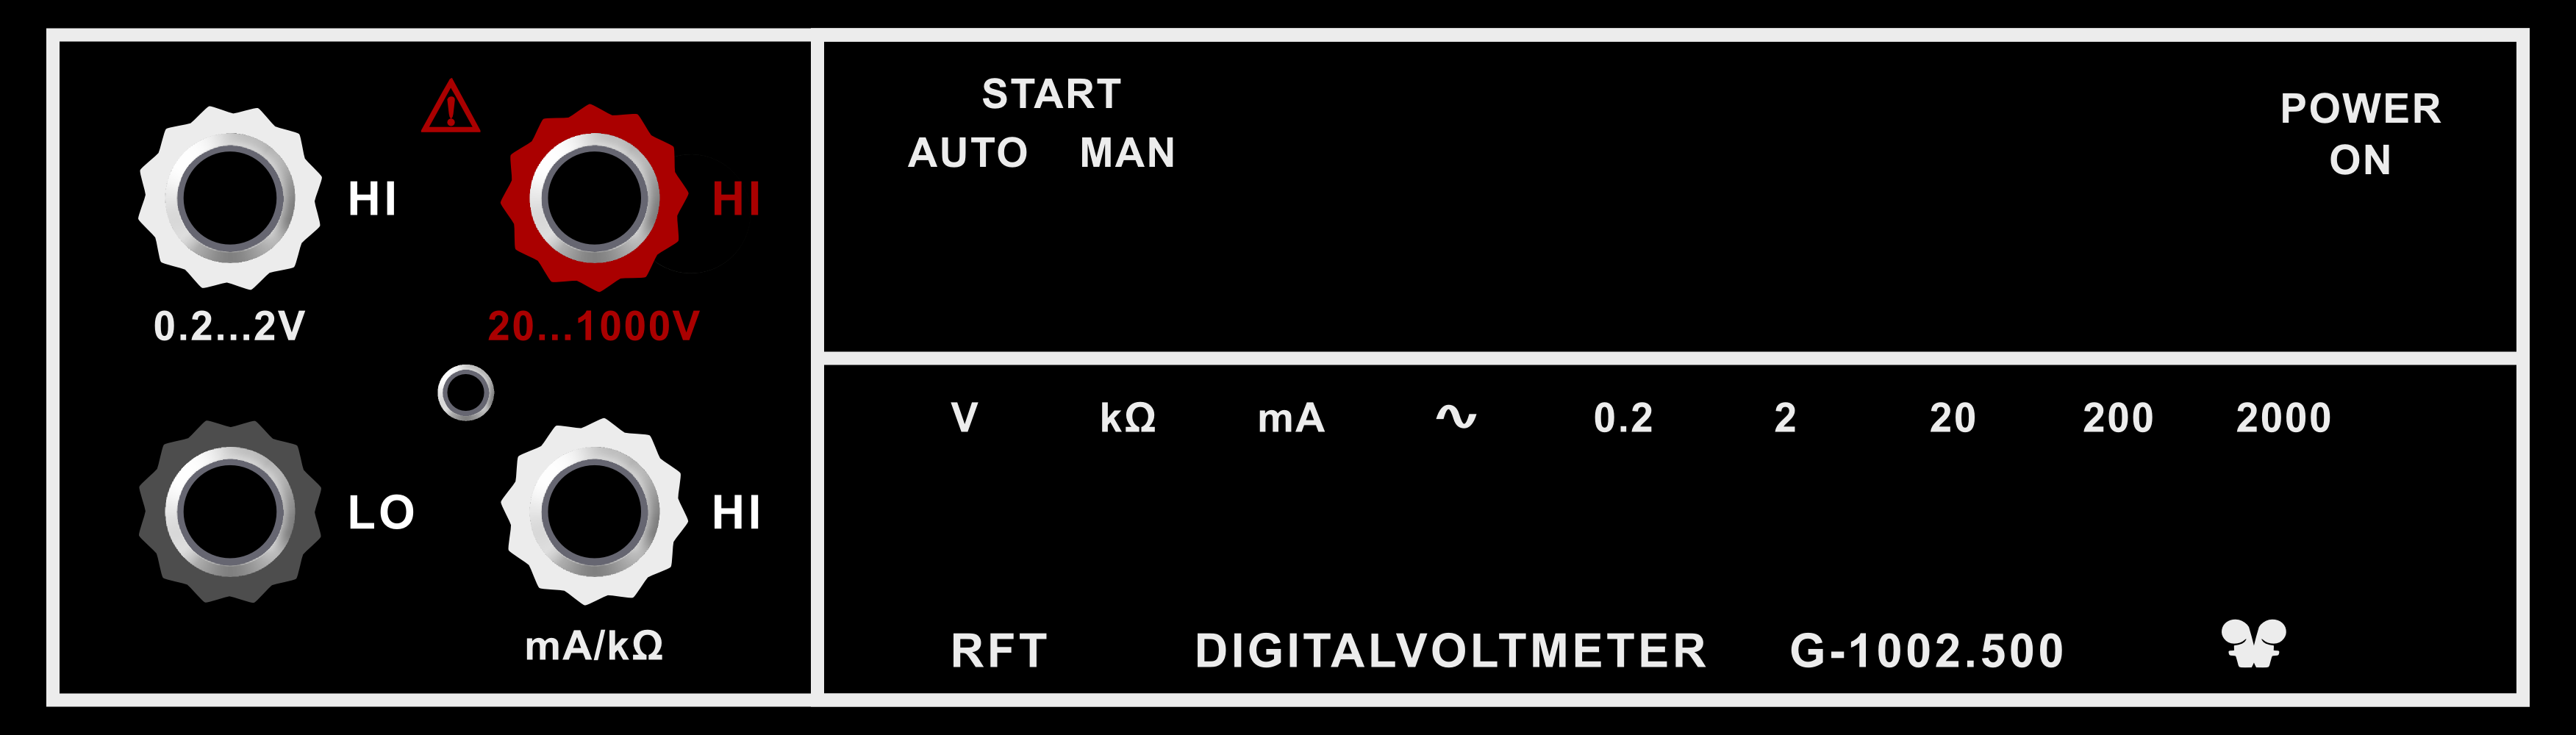 HI
HI
0.2...2V
20...1000V
LO
HI
mA/kΩ
START
AUTO MAN
POWER
ON
V kΩ mA ∿ 0.2 2 20 200 2000
RFT DIGITALVOLTMETER G-1002.500